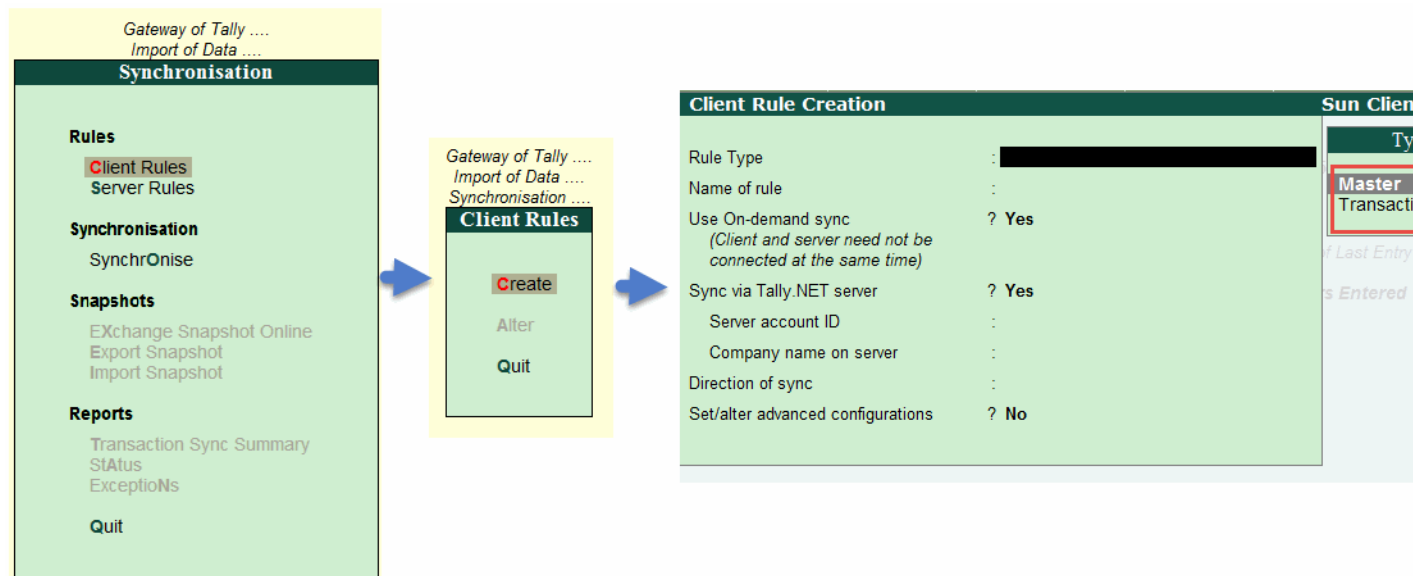 Gateway of Tally ....
Import of Data ....
Synchronisation
Rules
Client Rules
Server Rules
Synchronisation
SynchrOnise
Snapshots
EXchange Snapshot Online
Export Snapshot
Import Snapshot
Reports
Transaction Sync Summary
StAtus
ExceptioNs
Quit
Gateway of Tally ....
Import of Data ....
Synchronisation ....
Client Rules
Create
Alter
Quit
Client Rule Creation Sun Clien
Rule Type :
Name of rule :
Use On-demand sync ? Yes
(Client and server need not be
connected at the same time)
Sync via Tally.NET server ? Yes
Server account ID :
Company name on server :
Direction of sync :
Set/alter advanced configurations ? No
Ty
Master
Transacti
of Last Entry
rs Entered